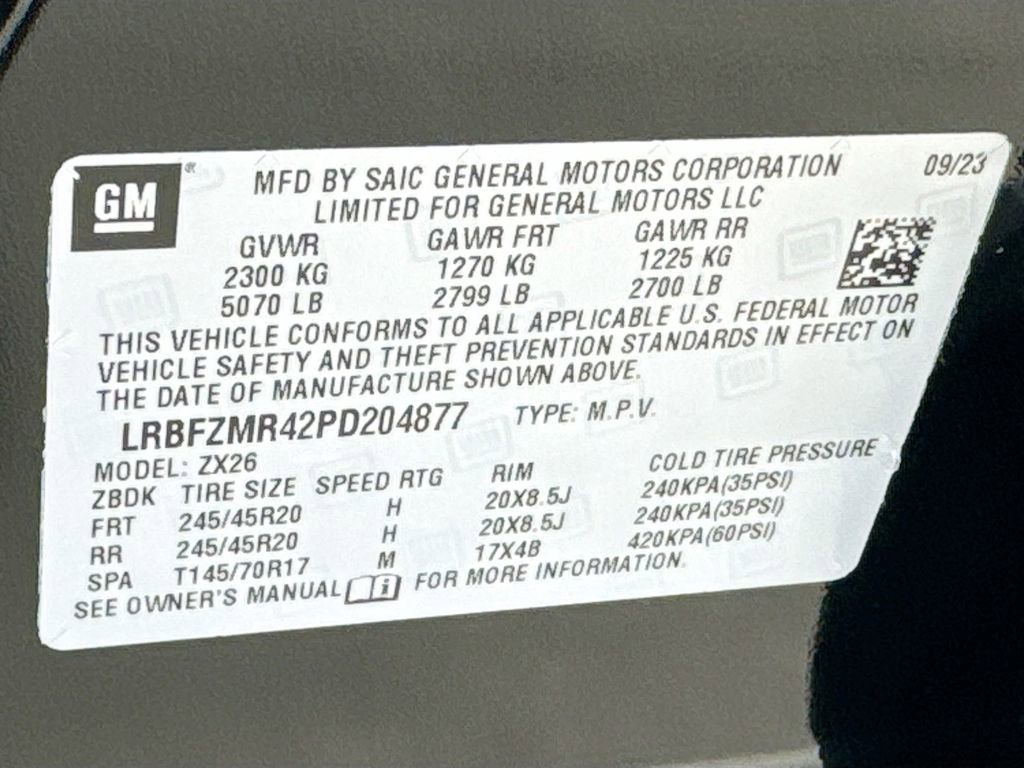 GM ® MFD BY SAIC GENERAL MOTORS CORPORATION 09/23
LIMITED FOR GENERAL MOTORS LLC
GVWR GAWR FRT GAWR RR
2300 KG 1270 KG 1225 KG
5070 LB 2799 LB 2700 LB
THIS VEHICLE CONFORMS TO ALL APPLICABLE U.S. FEDERAL MOTOR
VEHICLE SAFETY AND THEFT PREVENTION STANDARDS IN EFFECT ON
THE DATE OF MANUFACTURE SHOWN ABOVE.
LRBFZMR42PD204877 TYPE: M.P.V.
MODEL: ZX26
ZBDK TIRE SIZE SPEED RTG RIM COLD TIRE PRESSURE
FRT 245/45R20 H 20X8.5J 240KPA(35PSI)
RR 245/45R20 H 20X8.5J 240KPA(35PSI)
SPA T145/70R17 M 17X4B 420KPA(60PSI)
SEE OWNER'S MANUAL i FOR MORE INFORMATION.